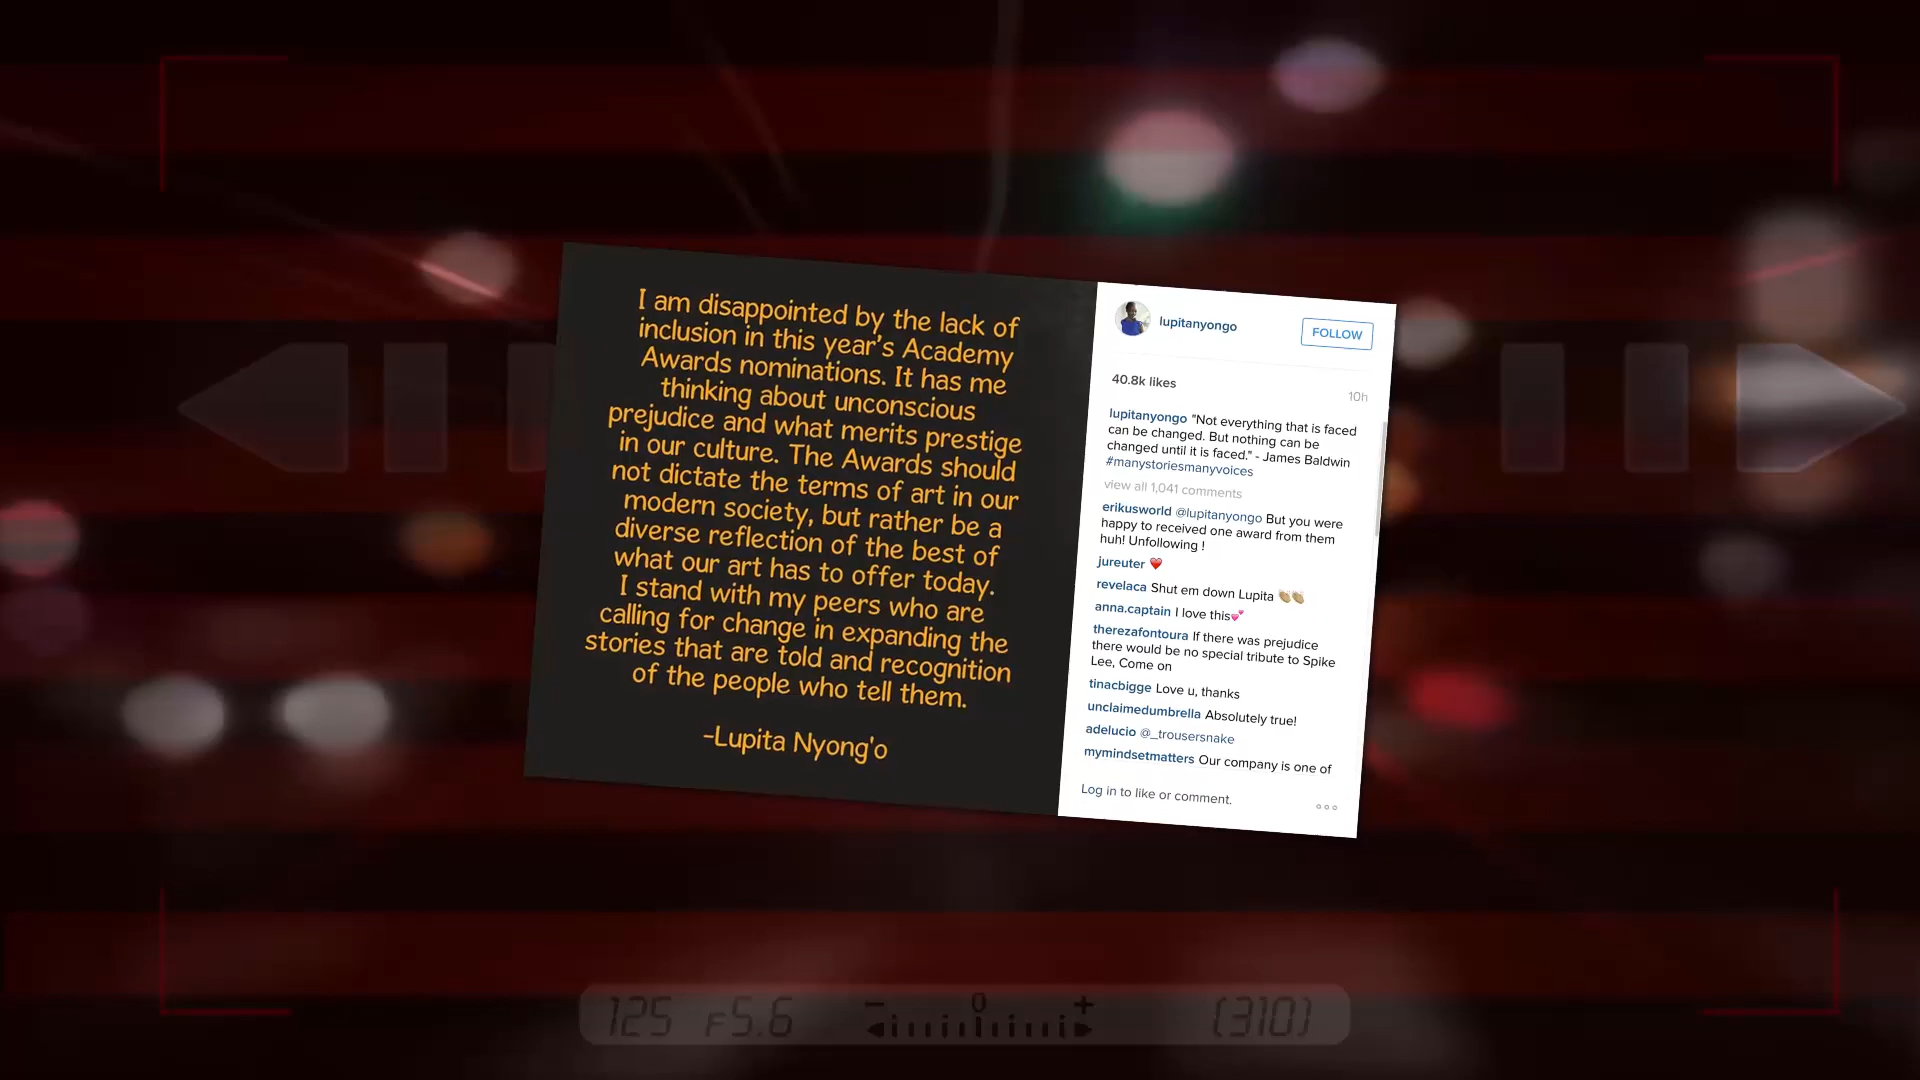 I am disappointed by the lack of
inclusion in this year's Academy
Awards nominations. It has me
thinking about unconscious
prejudice and what merits prestige
in our culture. The Awards should
not dictate the terms of art in our
modern society, but rather be a
diverse reflection of the best of
what our art has to offer today.
I stand with my peers who are
calling for change in expanding the
stories that are told and recognition
of the people who tell them.
-Lupita Nyong'o
lupitanyongo
FOLLOW
40.8k likes
10h
lupitanyongo "Not everything that is faced
can be changed. But nothing can be
changed until it is faced." - James Baldwin
#manystoriesmanyvoices
view all 1,041 comments
erikusworld @lupitanyongo But you were
happy to received one award from them
huh! Unfollowing !
jureuter ❤️
revelaca Shut em down Lupita 👏🏽👏🏽
anna.captain I love this💕
therezafontoura If there was prejudice
there would be no special tribute to Spike
Lee, Come on
tinacbigge Love u, thanks
unclaimedumbrella Absolutely true!
adelucio @_trousersnake
mymindsetmatters Our company is one of
Log in to like or comment.
125 F5.6 − 0 + (310)